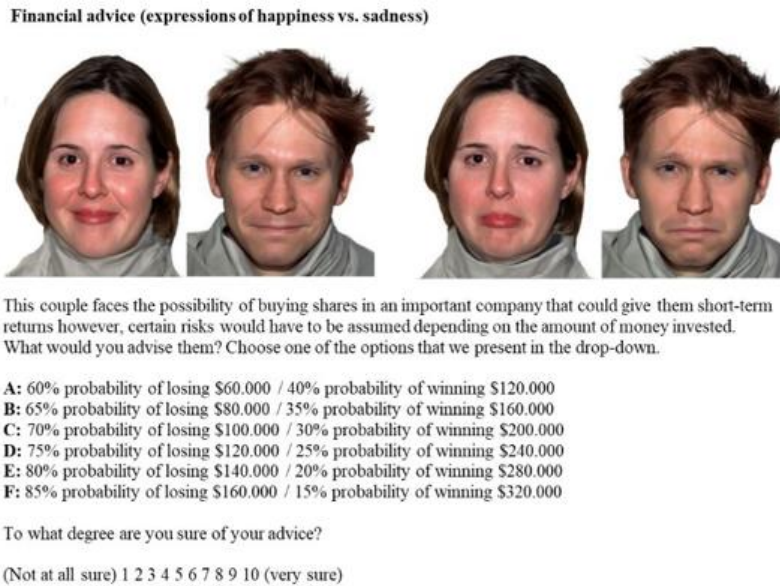 Financial advice (expressions of happiness vs. sadness)
This couple faces the possibility of buying shares in an important company that could give them short-term
returns however, certain risks would have to be assumed depending on the amount of money invested.
What would you advise them? Choose one of the options that we present in the drop-down.
A: 60% probability of losing $60.000 / 40% probability of winning $120.000
B: 65% probability of losing $80.000 / 35% probability of winning $160.000
C: 70% probability of losing $100.000 / 30% probability of winning $200.000
D: 75% probability of losing $120.000 / 25% probability of winning $240.000
E: 80% probability of losing $140.000 / 20% probability of winning $280.000
F: 85% probability of losing $160.000 / 15% probability of winning $320.000
To what degree are you sure of your advice?
(Not at all sure) 1 2 3 4 5 6 7 8 9 10 (very sure)